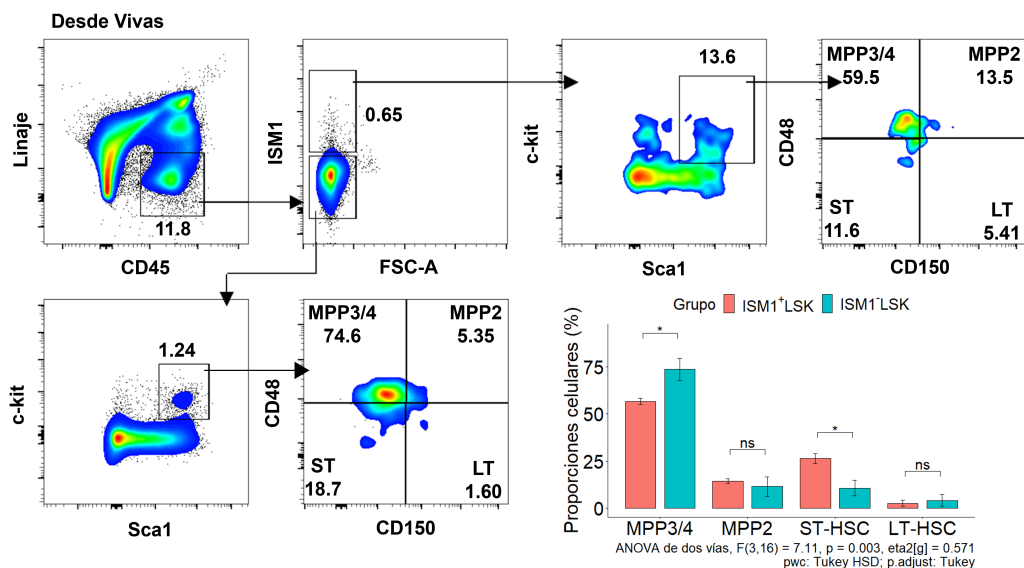 Desde Vivas
Linaje
11.8
CD45
ISM1
0.65
FSC-A
c-kit
13.6
Sca1
CD48
MPP3/4
59.5
MPP2
13.5
ST
11.6
LT
5.41
CD150
c-kit
1.24
Sca1
CD48
MPP3/4
74.6
MPP2
5.35
ST
18.7
LT
1.60
CD150
Grupo ISM1⁺LSK ISM1⁻LSK
Proporciones celulares (%)
75
50
25
0
*
ns
*
ns
MPP3/4 MPP2 ST-HSC LT-HSC
ANOVA de dos vías, F(3,16) = 7.11, p = 0.003, eta2[g] = 0.571
pwc: Tukey HSD; p.adjust: Tukey